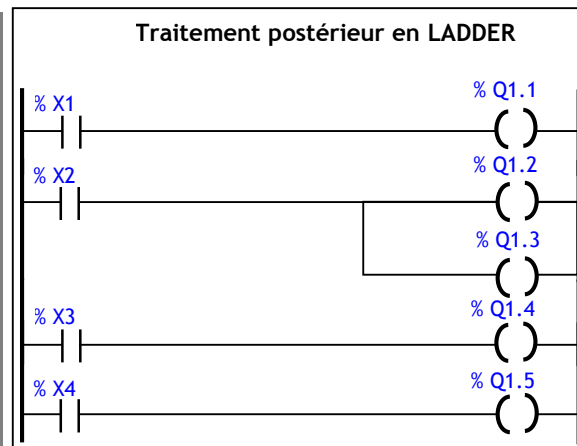 Traitement postérieur en LADDER
% X1
% Q1.1
% X2
% Q1.2
% Q1.3
% X3
% Q1.4
% X4
% Q1.5